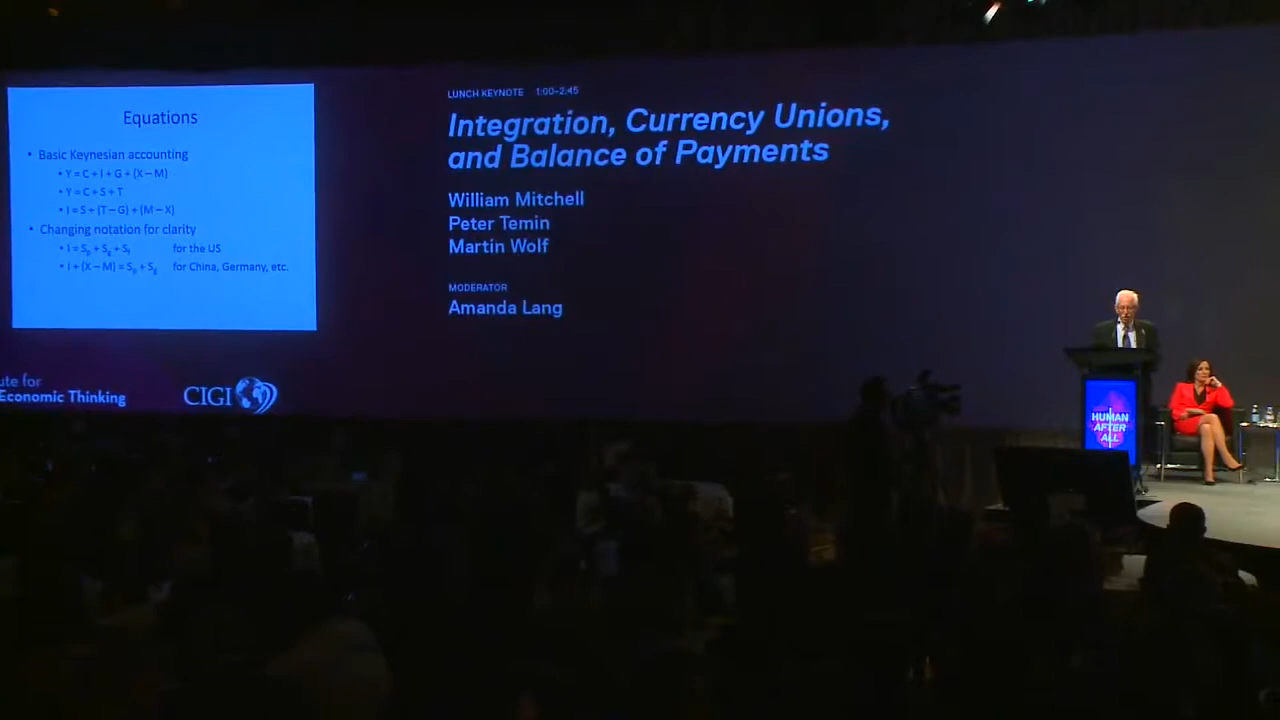 Equations
• Basic Keynesian accounting
• Y = C + I + G + (X – M)
• Y = C + S + T
• I = S + (T – G) + (M – X)
• Changing notation for clarity
• I = Sp + Sg + Sf for the US
• I + (X – M) = Sp + Sg for China, Germany, etc.
LUNCH KEYNOTE 1:00–2:45
Integration, Currency Unions,
and Balance of Payments
William Mitchell
Peter Temin
Martin Wolf
MODERATOR
Amanda Lang
ute for
Economic Thinking
CIGI
HUMAN
AFTER
ALL